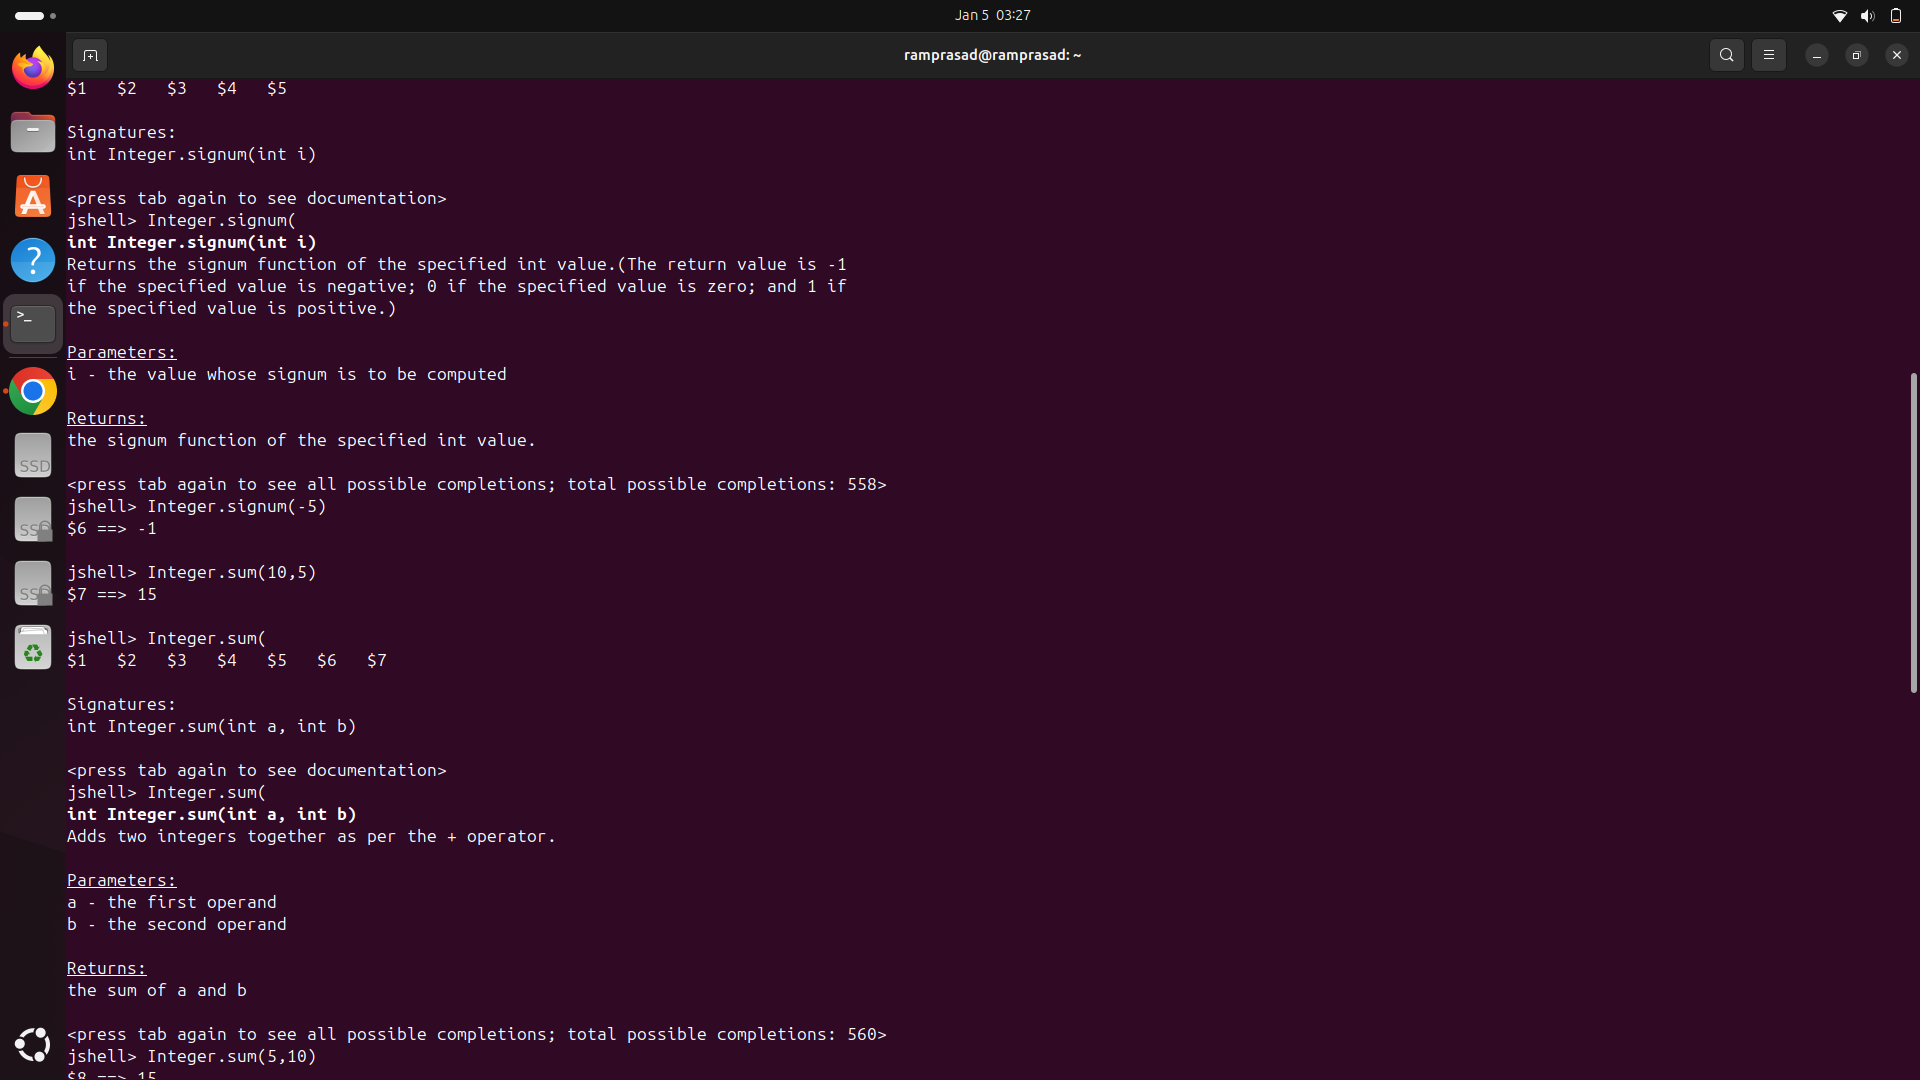 Jan 5 03:27
ramprasad@ramprasad: ~
$1   $2   $3   $4   $5
Signatures:
int Integer.signum(int i)
<press tab again to see documentation>
jshell> Integer.signum(
int Integer.signum(int i)
Returns the signum function of the specified int value.(The return value is -1
if the specified value is negative; 0 if the specified value is zero; and 1 if
the specified value is positive.)
Parameters:
i - the value whose signum is to be computed
Returns:
the signum function of the specified int value.
<press tab again to see all possible completions; total possible completions: 558>
jshell> Integer.signum(-5)
$6 ==> -1
jshell> Integer.sum(10,5)
$7 ==> 15
jshell> Integer.sum(
$1   $2   $3   $4   $5   $6   $7
Signatures:
int Integer.sum(int a, int b)
<press tab again to see documentation>
jshell> Integer.sum(
int Integer.sum(int a, int b)
Adds two integers together as per the + operator.
Parameters:
a - the first operand
b - the second operand
Returns:
the sum of a and b
<press tab again to see all possible completions; total possible completions: 560>
jshell> Integer.sum(5,10)
$8 ==> 15
>_
SSD
SSD
SSD